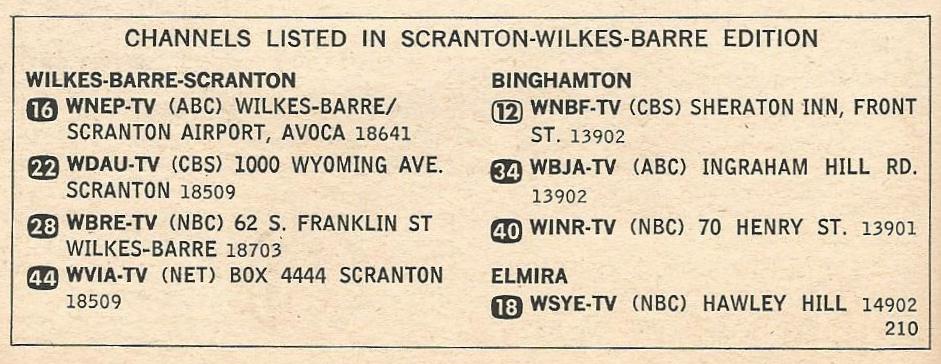 CHANNELS LISTED IN SCRANTON-WILKES-BARRE EDITION
WILKES-BARRE-SCRANTON
16 WNEP-TV (ABC) WILKES-BARRE/
SCRANTON AIRPORT, AVOCA 18641
22 WDAU-TV (CBS) 1000 WYOMING AVE.
SCRANTON 18509
28 WBRE-TV (NBC) 62 S. FRANKLIN ST
WILKES-BARRE 18703
44 WVIA-TV (NET) BOX 4444 SCRANTON
18509
BINGHAMTON
12 WNBF-TV (CBS) SHERATON INN, FRONT
ST. 13902
34 WBJA-TV (ABC) INGRAHAM HILL RD.
13902
40 WINR-TV (NBC) 70 HENRY ST. 13901
ELMIRA
18 WSYE-TV (NBC) HAWLEY HILL 14902
210